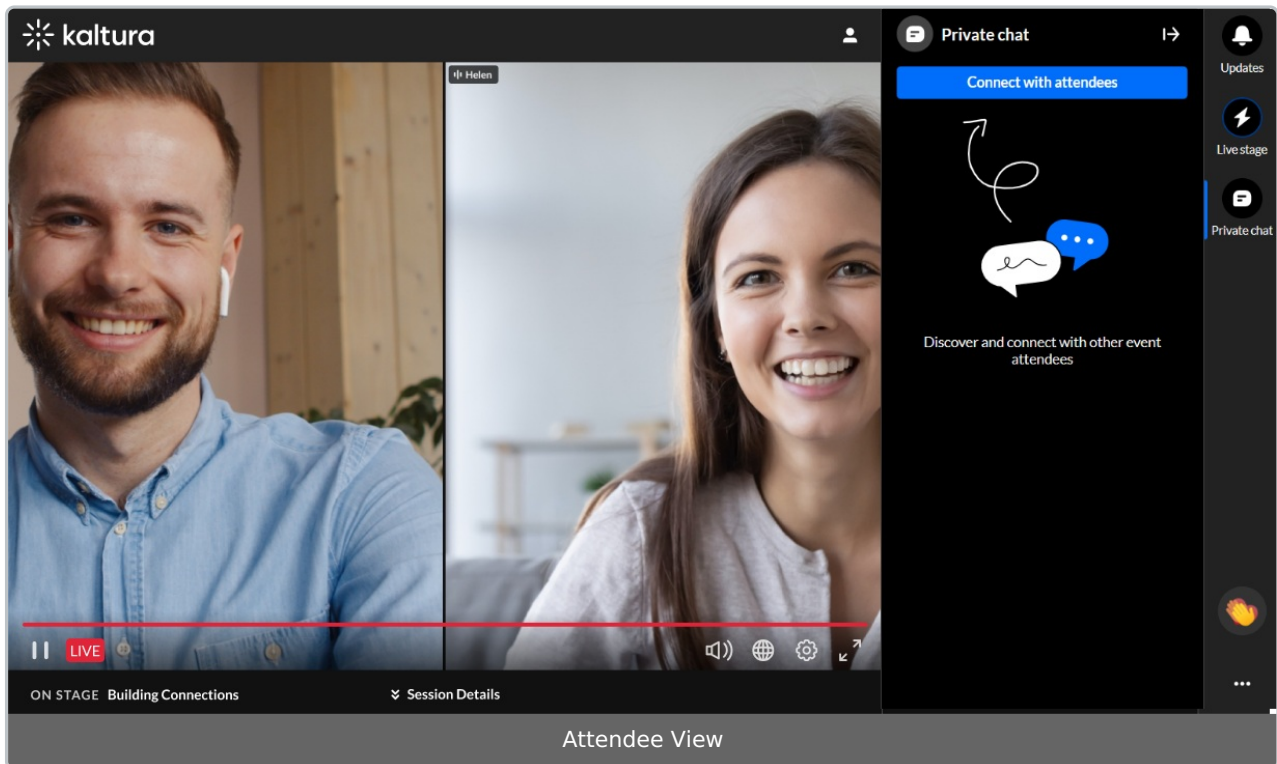 kaltura
Helen
LIVE
ON STAGE Building Connections
Session Details
Private chat
Connect with attendees
Discover and connect with other event
attendees
Updates
Live stage
Private chat
Attendee View